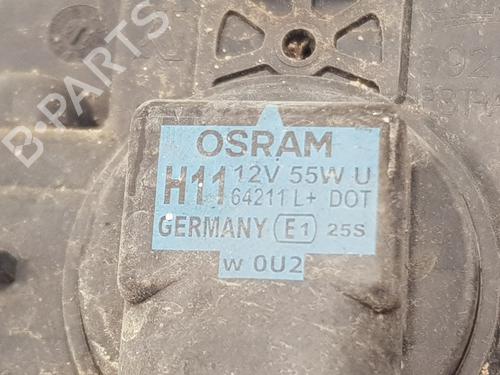 OSRAM
H11 12V 55W U
64211 L+ DOT
GERMANY E1 25S
w 0U2
B-Parts